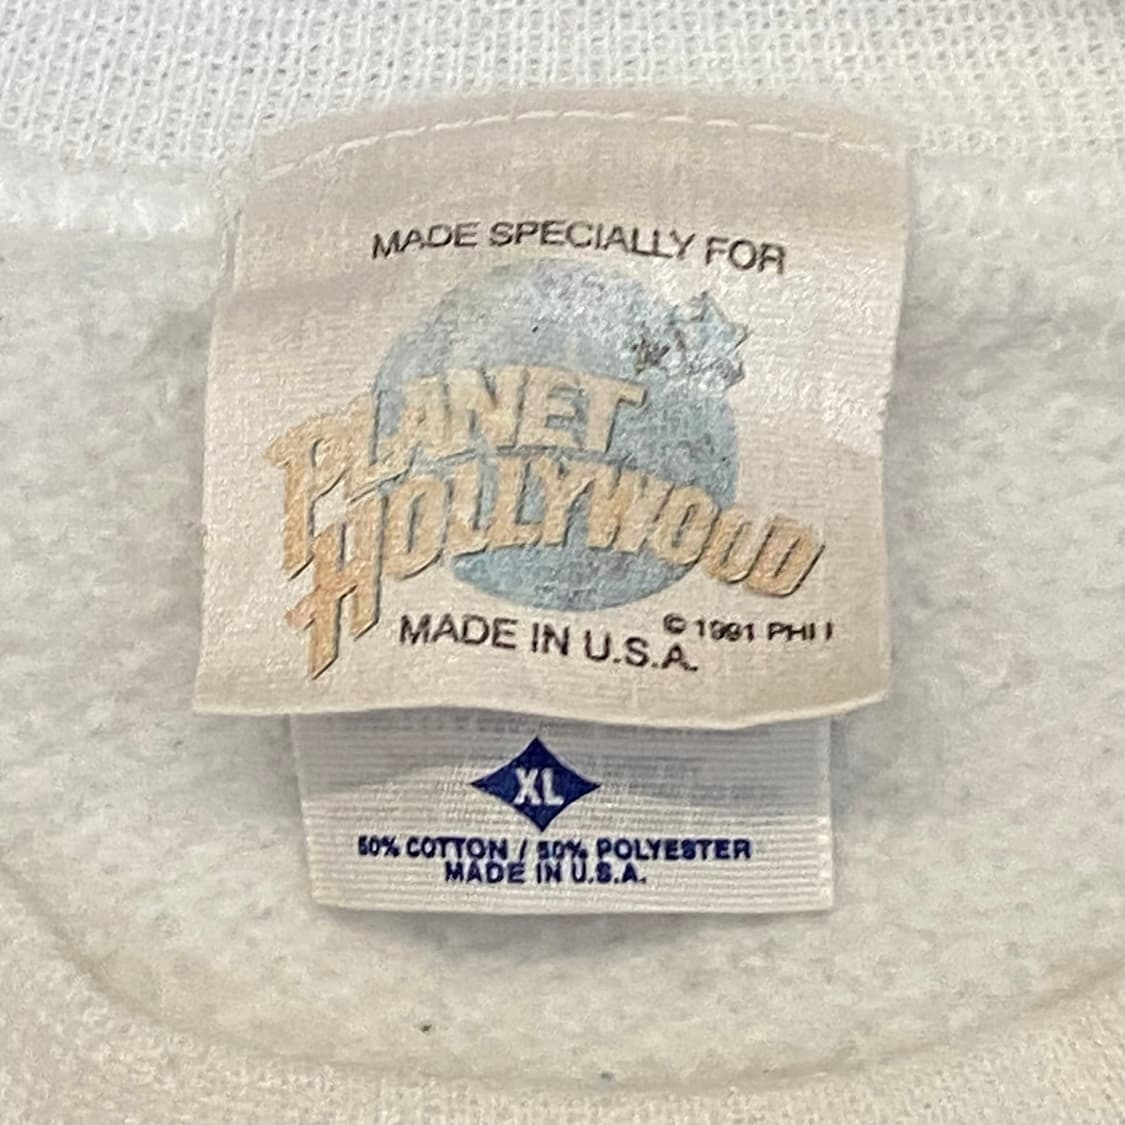 MADE SPECIALLY FOR
PLANET
HOLLYWOOD
© 1991 PHI I
MADE IN U.S.A.
XL
50% COTTON / 50% POLYESTER
MADE IN U.S.A.